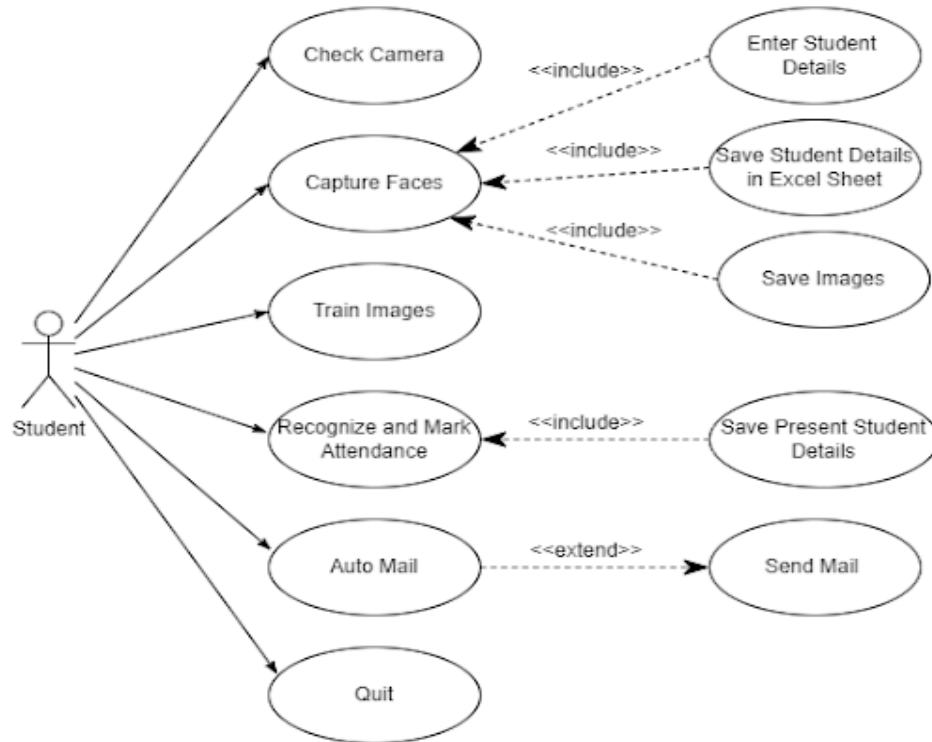 Check Camera
<<include>>
Enter Student
Details
Capture Faces
<<include>>
Save Student Details
in Excel Sheet
<<include>>
Save Images
Train Images
Student
Recognize and Mark
Attendance
<<include>>
Save Present Student
Details
Auto Mail
<<extend>>
Send Mail
Quit